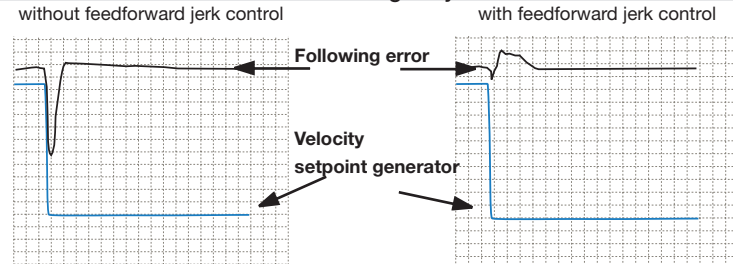 without feedforward jerk control
with feedforward jerk control
Following error
Velocity
setpoint generator